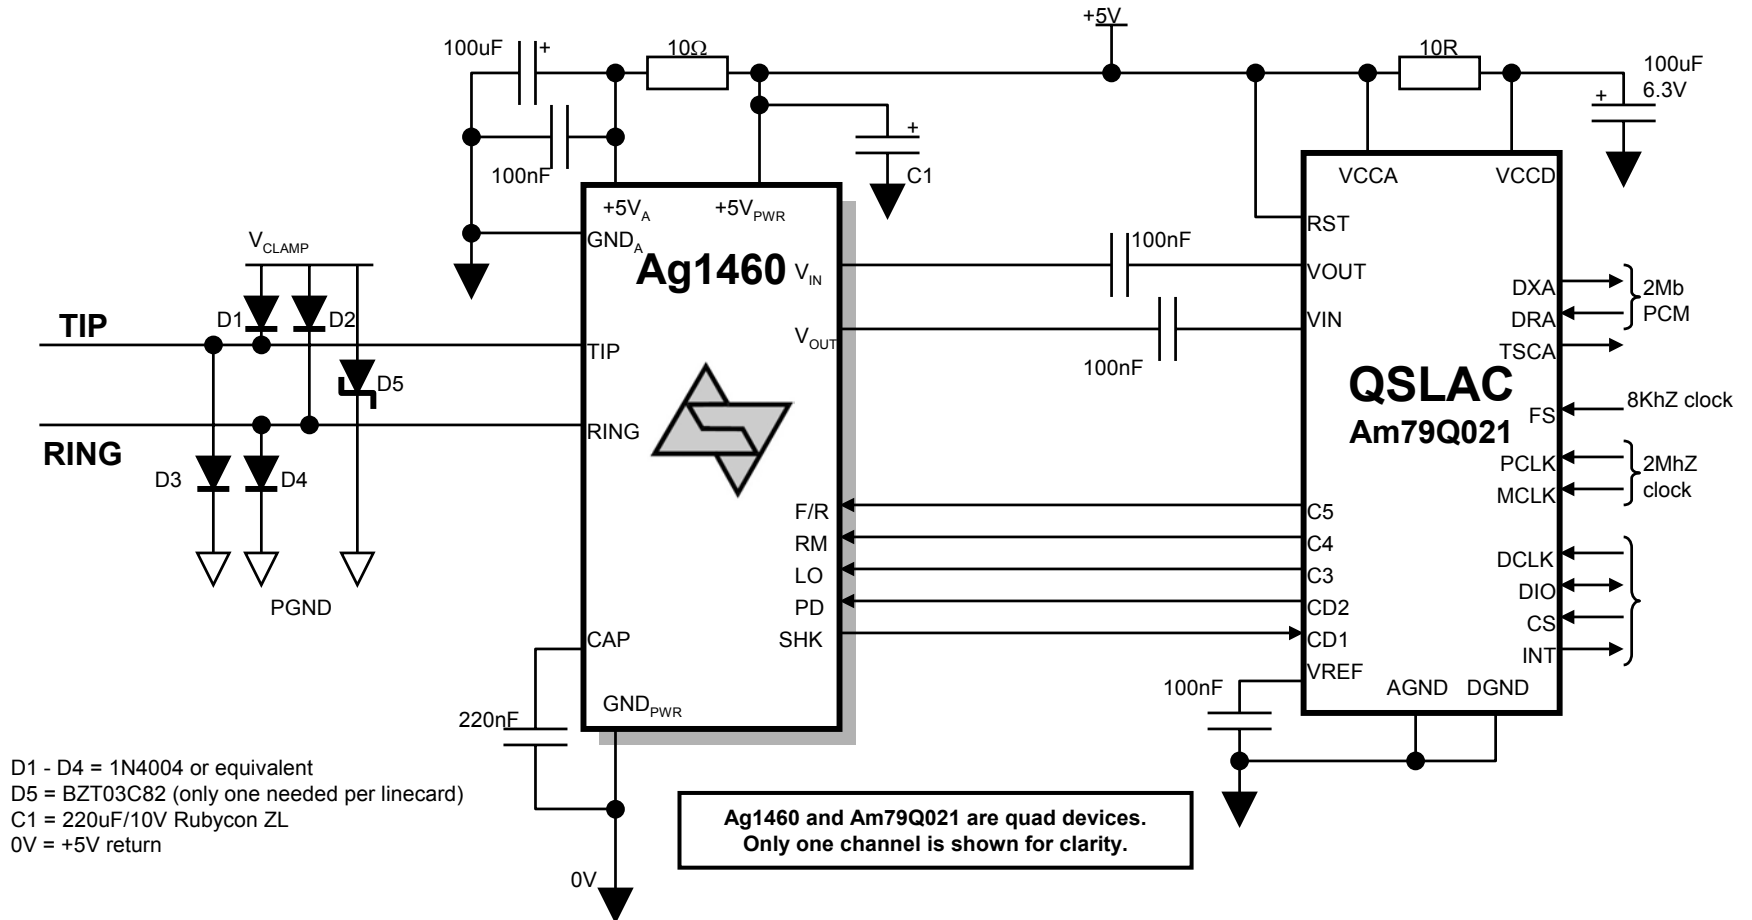 +5V
100uF +
10Ω
10R
100uF
6.3V
+
+
100nF
C1
VCCA
VCCD
+5VA
+5VPWR
GNDA
RST
VCLAMP
Ag1460
VIN
100nF
VOUT
DXA
2Mb
PCM
D1
D2
TIP
DRA
VIN
VOUT
TIP
TSCA
100nF
D5
QSLAC
Am79Q021
FS
8KhZ clock
RING
RING
D3
D4
PCLK
2MhZ
clock
MCLK
F/R
C5
RM
C4
DCLK
LO
C3
DIO
PGND
PD
CD2
CS
CAP
SHK
CD1
INT
VREF
100nF
AGND
DGND
GNDPWR
220nF
D1 - D4 = 1N4004 or equivalent
D5 = BZT03C82 (only one needed per linecard)
C1 = 220uF/10V Rubycon ZL
0V = +5V return
Ag1460 and Am79Q021 are quad devices.
Only one channel is shown for clarity.
0V